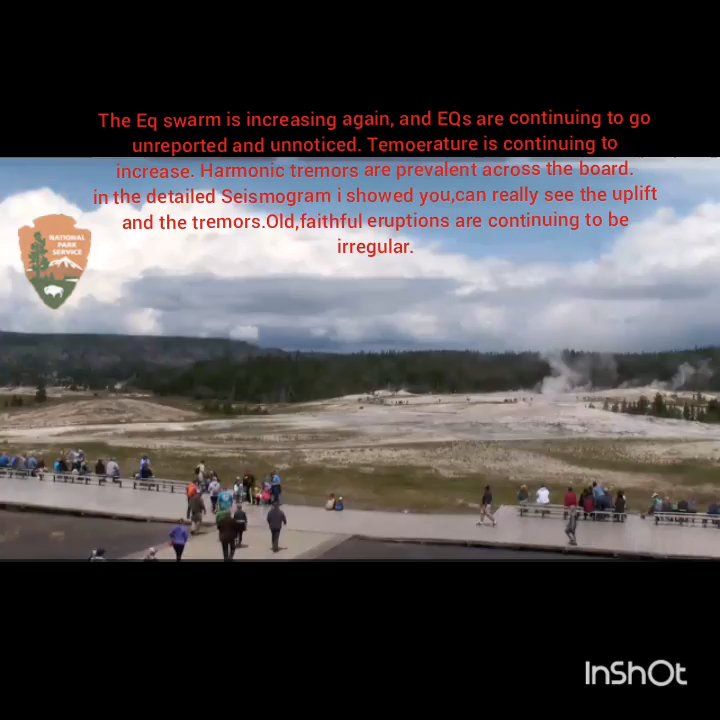 The Eq swarm is increasing again, and EQs are continuing to go
unreported and unnoticed. Temoerature is continuing to
increase. Harmonic tremors are prevalent across the board.
in the detailed Seismogram i showed you,can really see the uplift
and the tremors.Old,faithful eruptions are continuing to be
irregular.
NATIONAL
PARK
SERVICE
InShOt